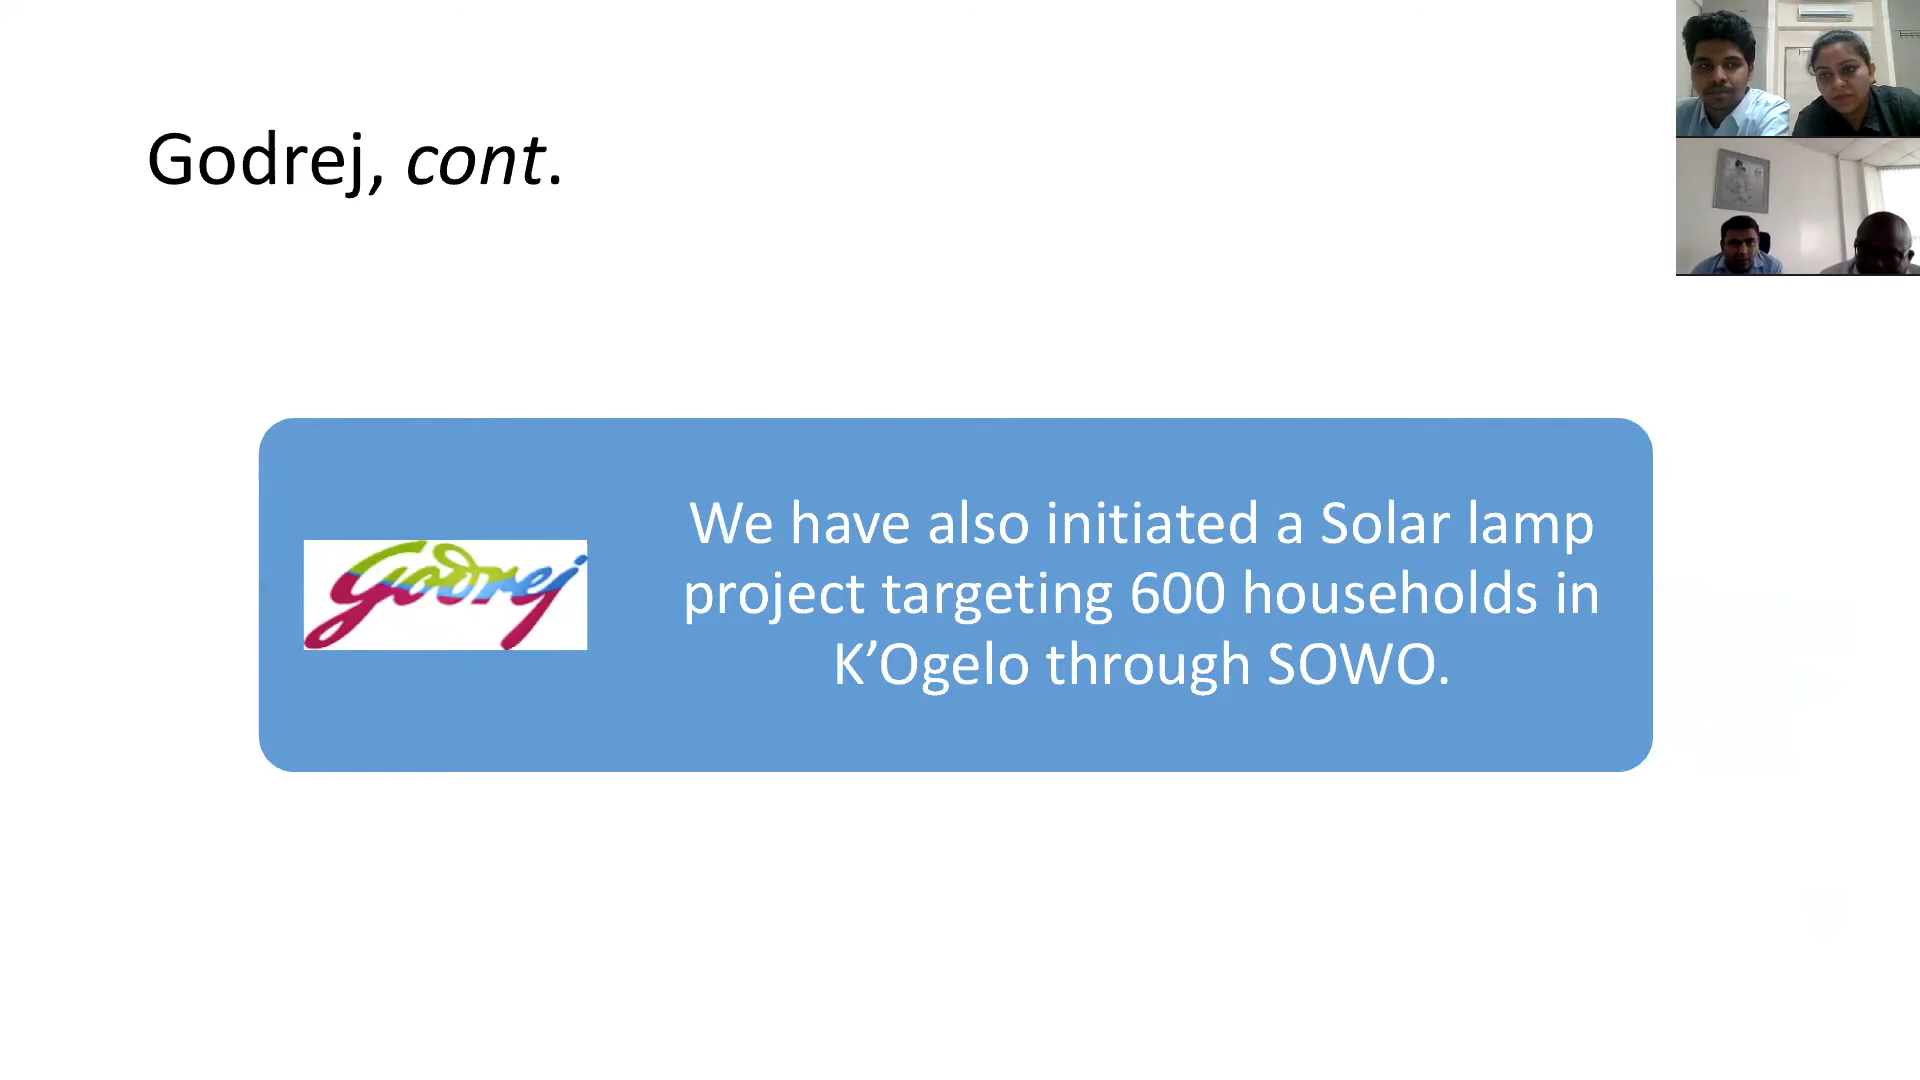 Godrej, cont.
Godrej
We have also initiated a Solar lamp
project targeting 600 households in
K’Ogelo through SOWO.